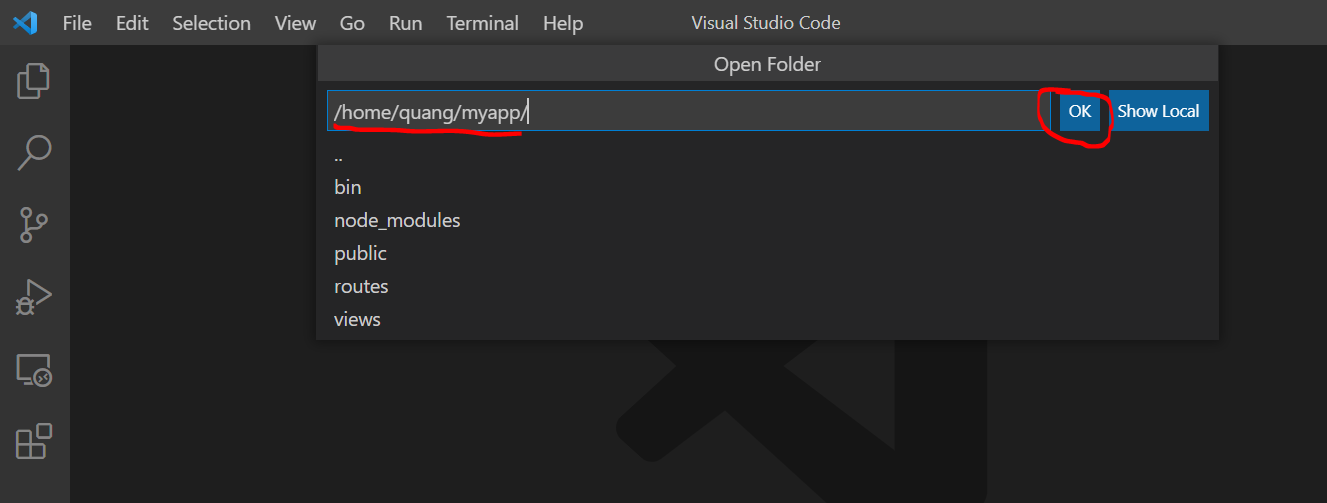 File Edit Selection View Go Run Terminal Help Visual Studio Code
Open Folder
/home/quang/myapp/ OK Show Local
..
bin
node_modules
public
routes
views